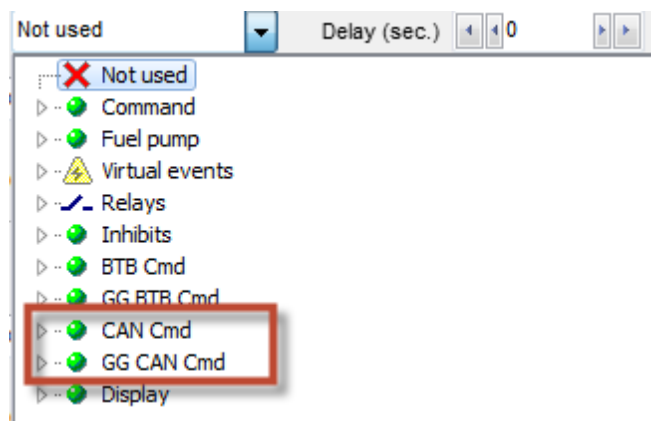 Not used Delay (sec.) 0
Not used
Command
Fuel pump
Virtual events
Relays
Inhibits
BTB Cmd
GG BTB Cmd
CAN Cmd
GG CAN Cmd
Display